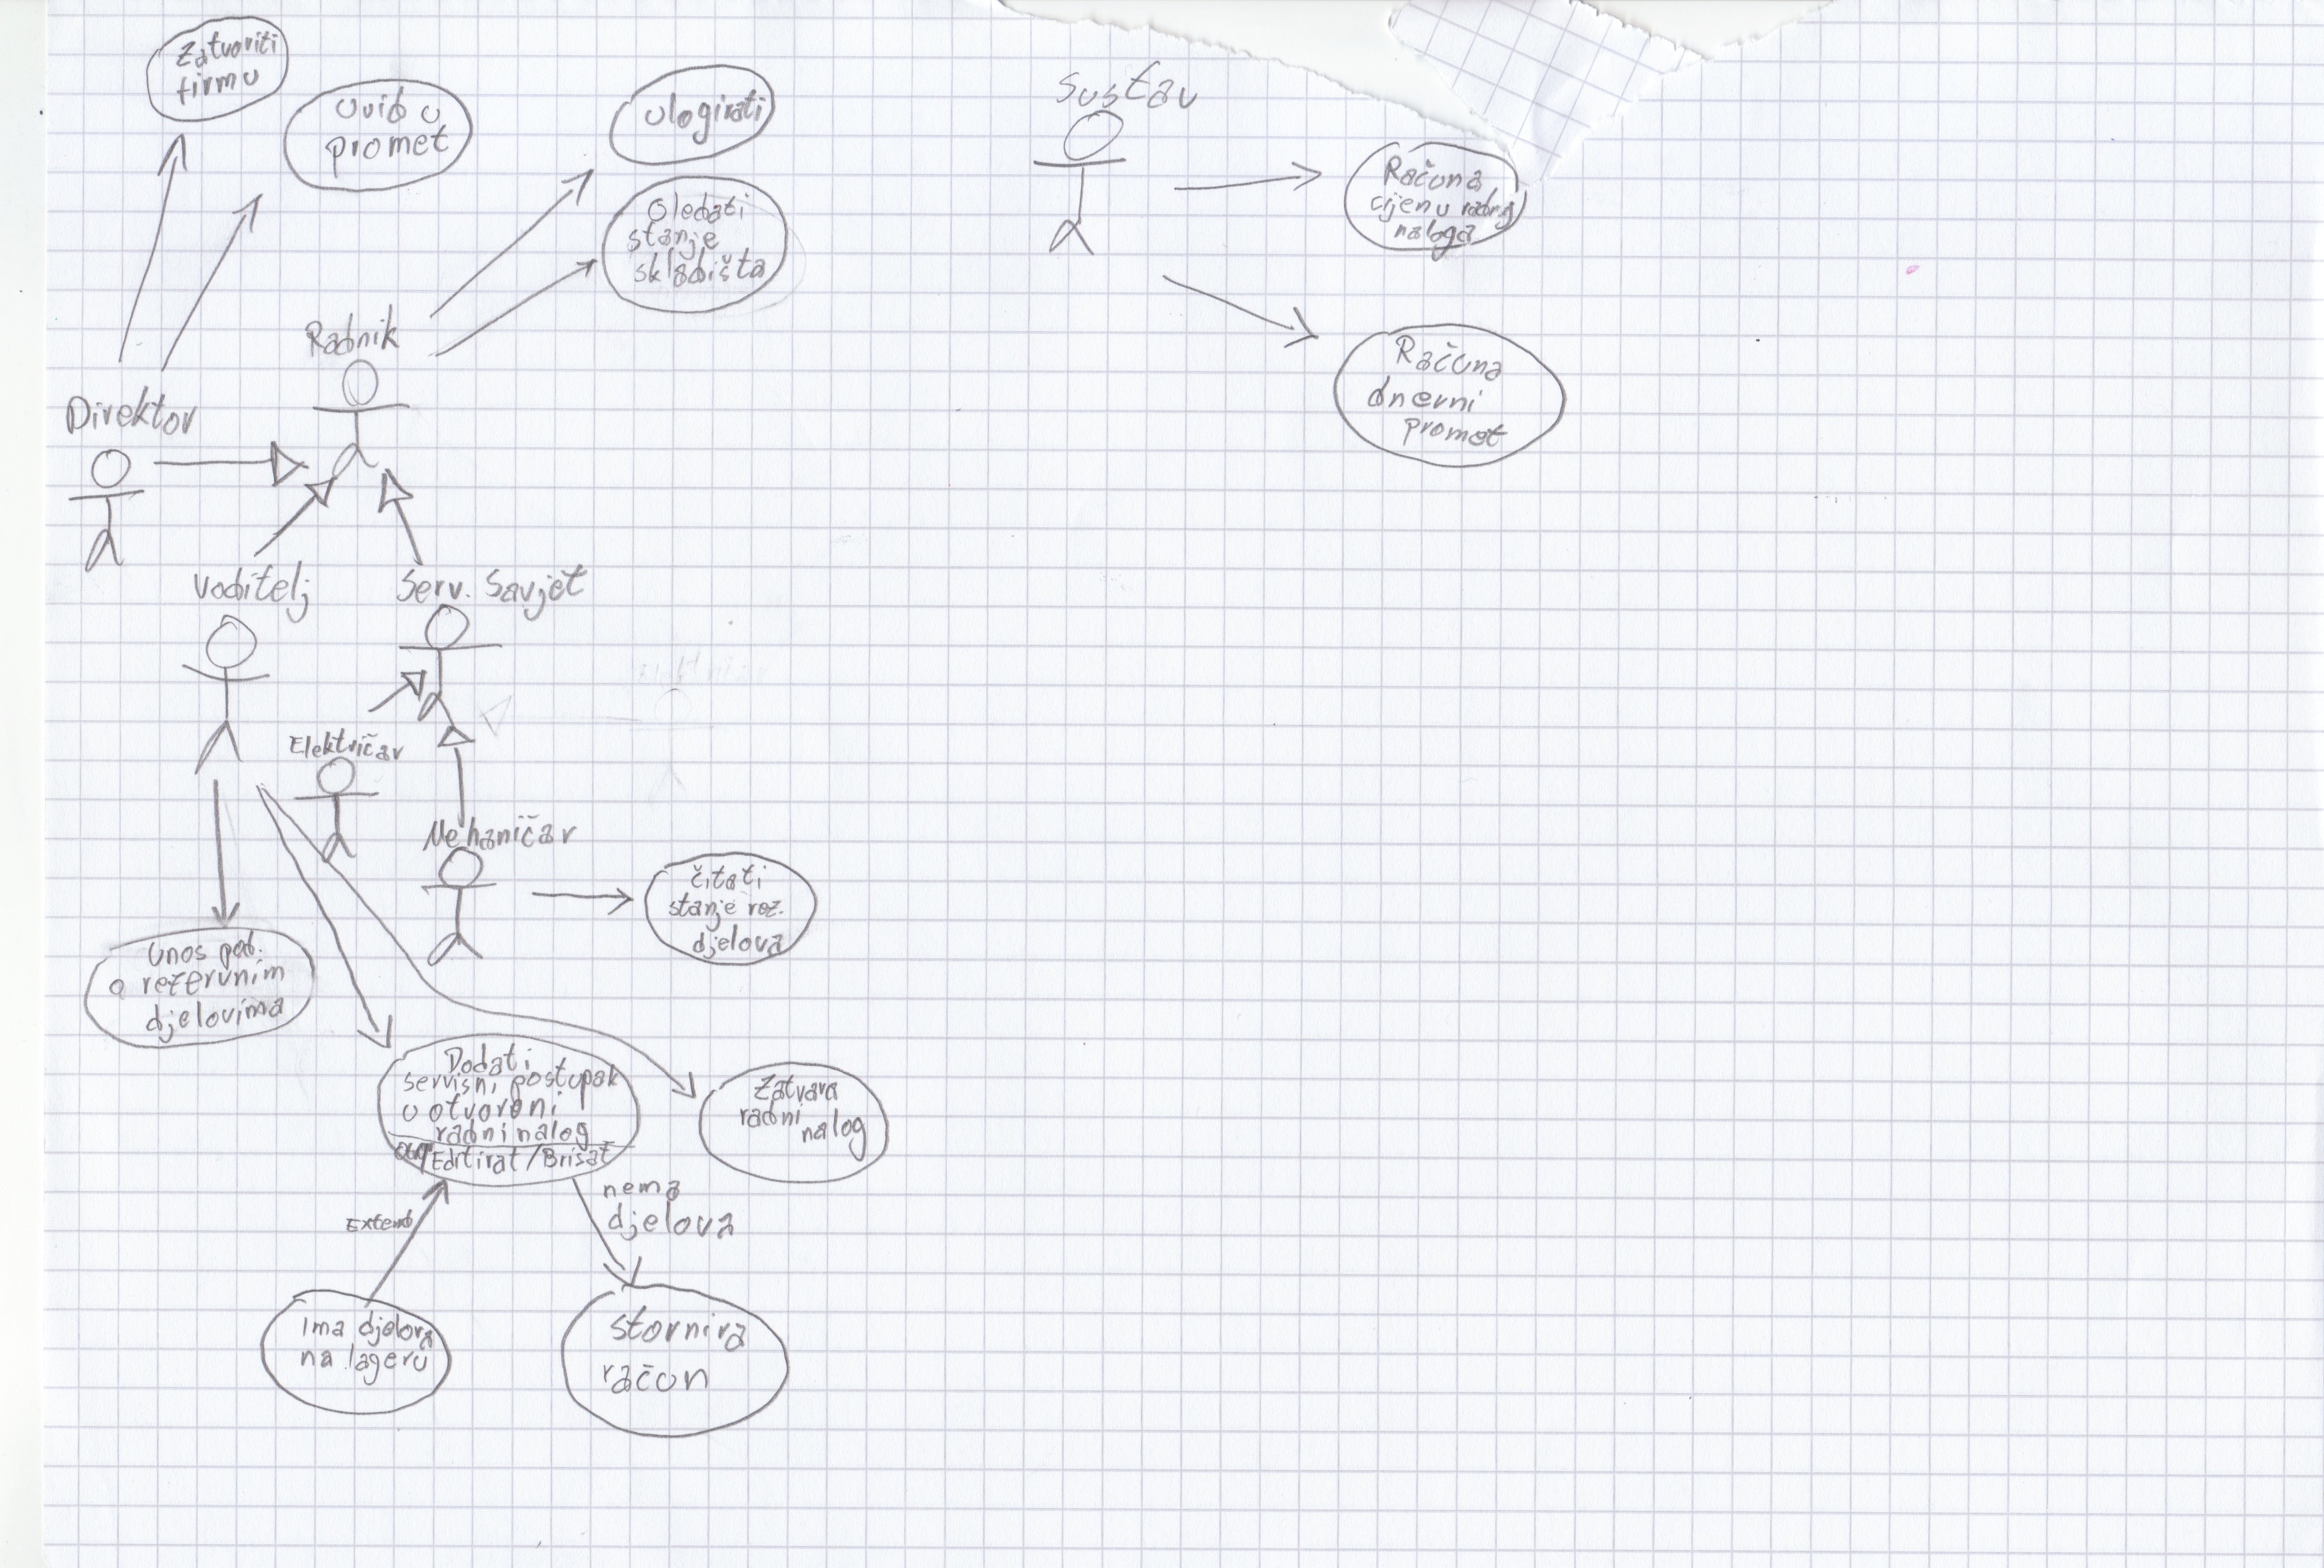 Zatvoriti
firmu
Uvid u
promet
Ulogirati
Gledati
stanje
skladišta
Sustav
Računa
cijenu radnog
naloga
Računa
dnevni
promet
Radnik
Direktor
Voditelj
Serv. Savjet
Električar
Mehaničar
čitati
stanje rez.
djelova
Unos pod.
o rezervnim
djelovima
Dodati
servisni postupak
u otvoreni
radni nalog
Editirat/Brisat
Zatvara
radni
nalog
Extend
nema
djelova
Ima djelova
na lageru
stornira
račun